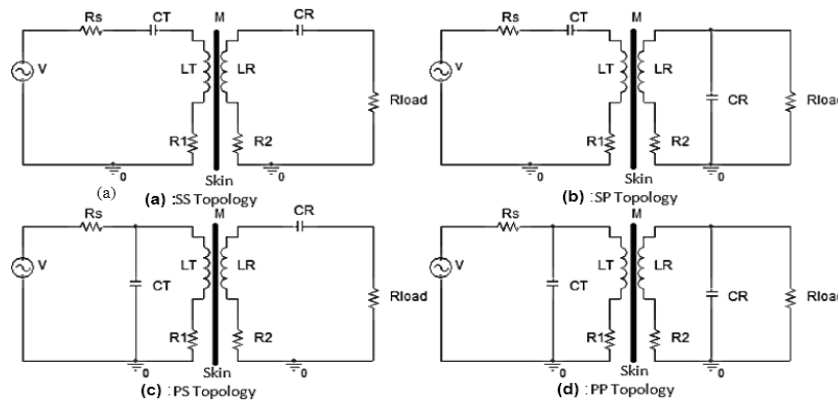 Rs CT M CR
V LT LR Rload
R1 R2
0 Skin 0
(a) (a) :SS Topology
Rs CT M
V LT LR CR Rload
R1 R2
0 Skin 0
(b) :SP Topology
Rs M CR
V CT LT LR Rload
R1 R2
0 Skin 0
(c) :PS Topology
Rs M
V CT LT LR CR Rload
R1 R2
0 Skin 0
(d) :PP Topology